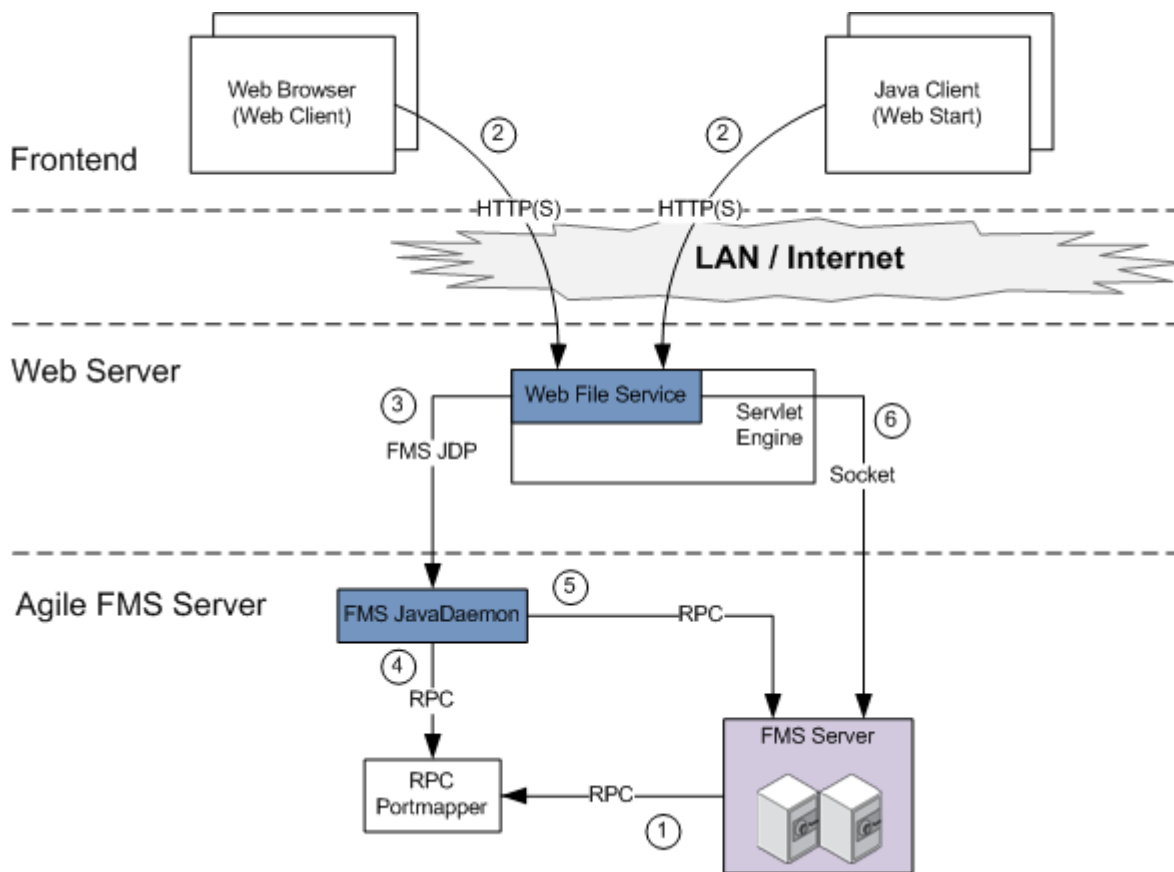 Web Browser
(Web Client)
Java Client
(Web Start)
2
2
Frontend
HTTP(S)
HTTP(S)
LAN / Internet
Web Server
Web File Service
Servlet
Engine
3
6
FMS JDP
Socket
Agile FMS Server
FMS JavaDaemon
5
RPC
4
RPC
FMS Server
RPC
Portmapper
RPC
1